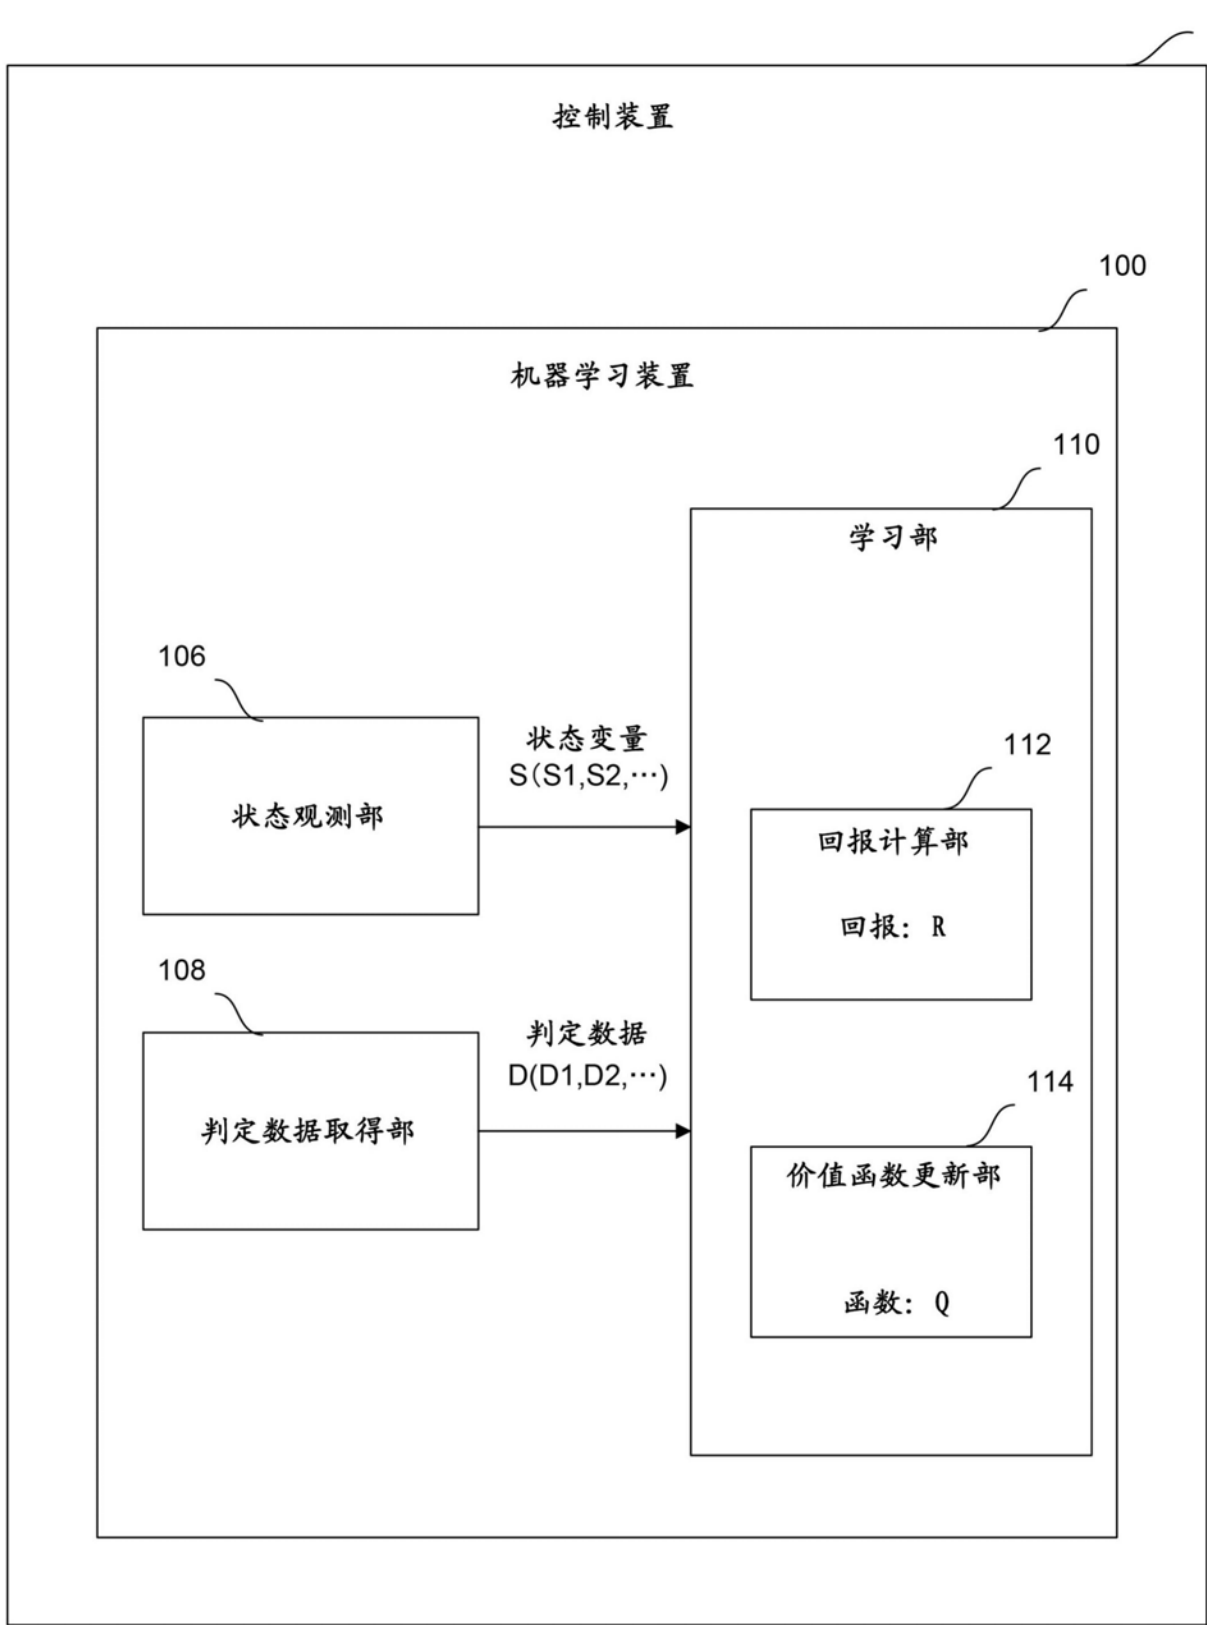 控制装置
100
机器学习装置
110
学习部
106
状态变量
S(S1,S2,…)
状态观测部
112
回报计算部
回报：R
108
判定数据
D(D1,D2,…)
判定数据取得部
114
价值函数更新部
函数：Q